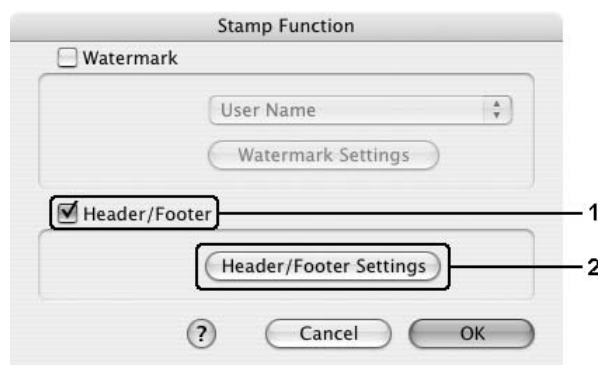 Stamp Function
Watermark
User Name
Watermark Settings
Header/Footer
1
Header/Footer Settings
2
? Cancel OK